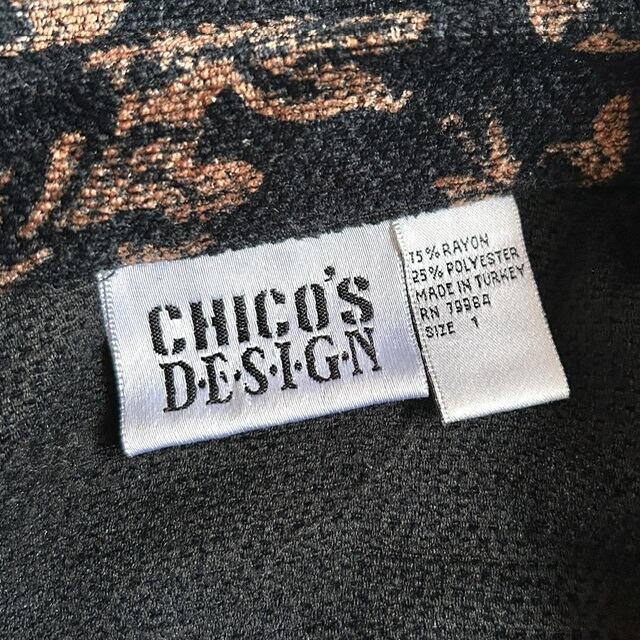 CHICO'S
D·E·S·I·G·N
75% RAYON
25% POLYESTER
MADE IN TURKEY
RN 79984
SIZE 1